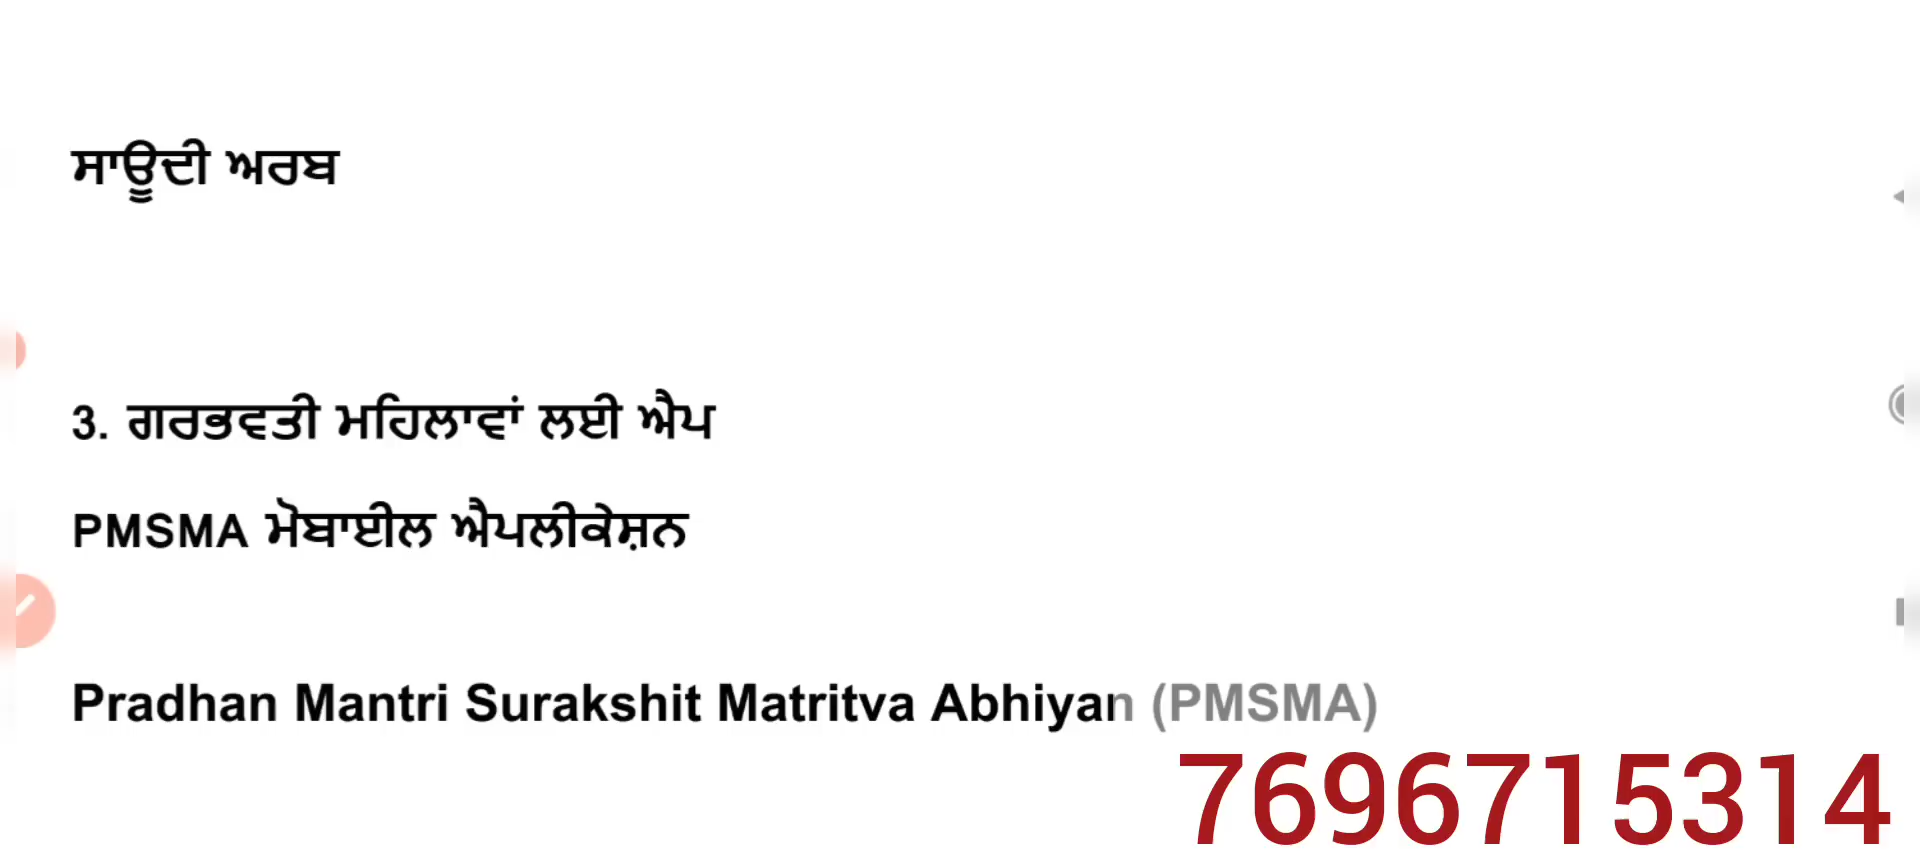 ਸਾਊਦੀ ਅਰਬ
3. ਗਰਭਵਤੀ ਮਹਿਲਾਵਾਂ ਲਈ ਐਪ
PMSMA ਮੋਬਾਈਲ ਐਪਲੀਕੇਸ਼ਨ
Pradhan Mantri Surakshit Matritva Abhiyan (PMSMA)
7696715314